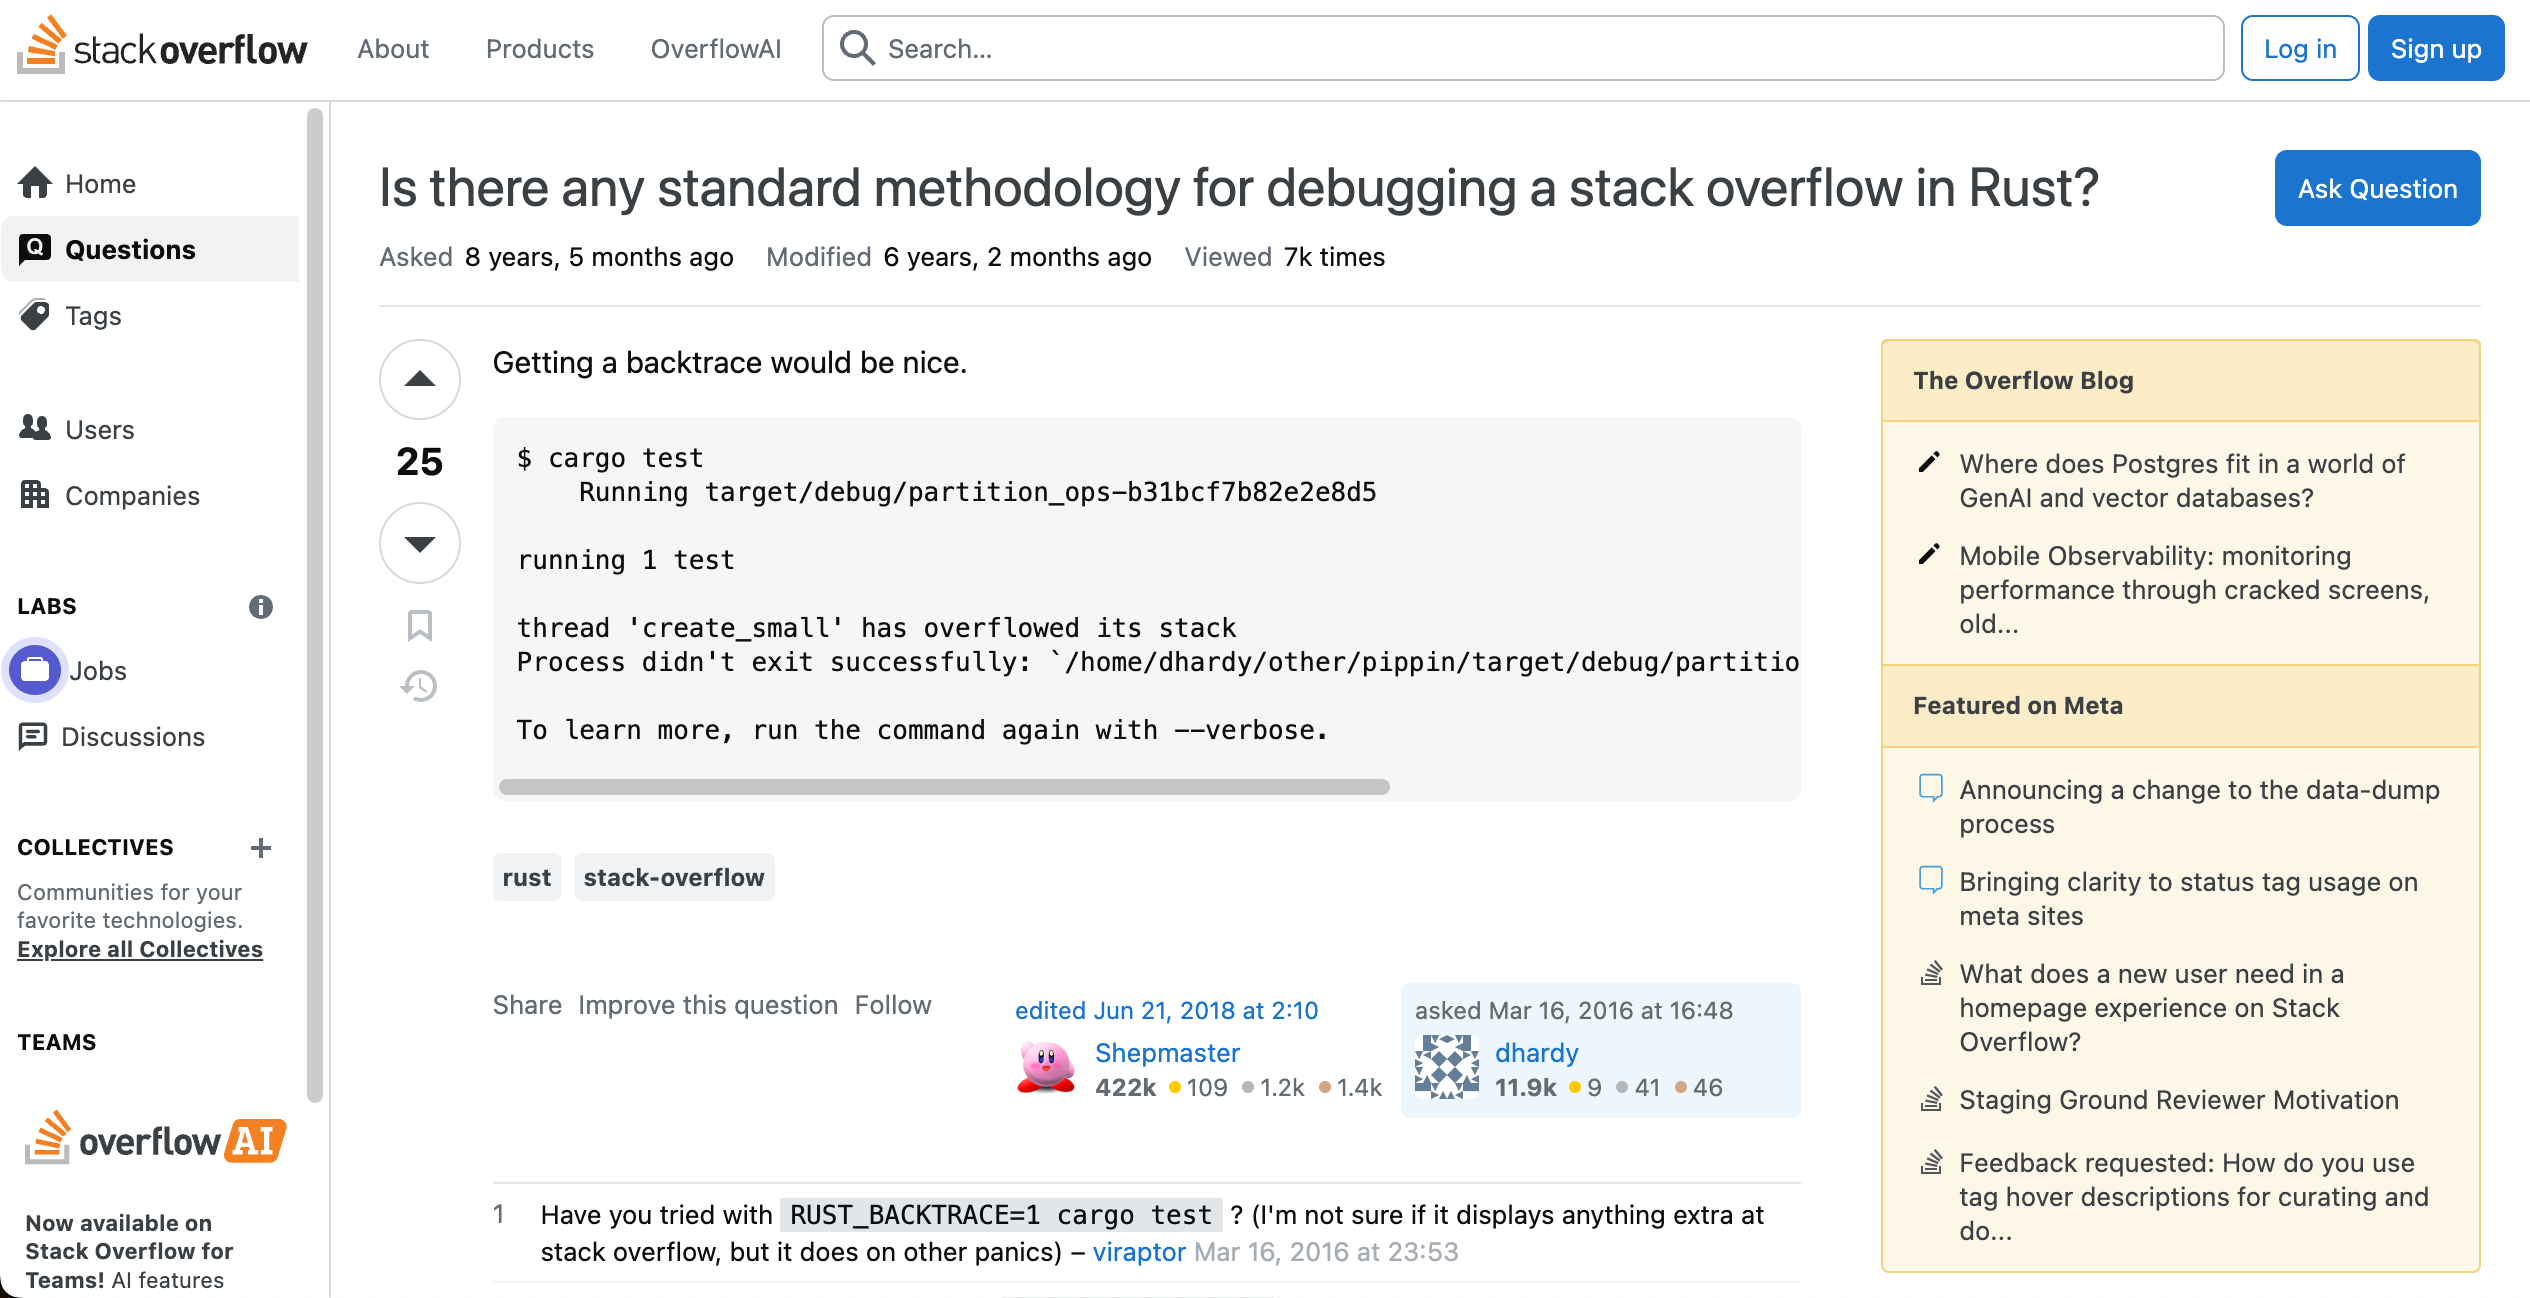 stackoverflow
About
Products
OverflowAI
Search...
Log in
Sign up
Home
Questions
Tags
Users
Companies
LABS
Jobs
Discussions
COLLECTIVES
Communities for your
favorite technologies.
Explore all Collectives
TEAMS
overflowAI
Now available on
Stack Overflow for
Teams! AI features
Is there any standard methodology for debugging a stack overflow in Rust?
Ask Question
Asked 8 years, 5 months ago Modified 6 years, 2 months ago Viewed 7k times
25
Getting a backtrace would be nice.
$ cargo test
Running target/debug/partition_ops-b31bcf7b82e2e8d5
running 1 test
thread 'create_small' has overflowed its stack
Process didn't exit successfully: `/home/dhardy/other/pippin/target/debug/partitio
To learn more, run the command again with --verbose.
rust stack-overflow
Share Improve this question Follow
edited Jun 21, 2018 at 2:10
Shepmaster
422k 109 1.2k 1.4k
asked Mar 16, 2016 at 16:48
dhardy
11.9k 9 41 46
1 Have you tried with RUST_BACKTRACE=1 cargo test ? (I'm not sure if it displays anything extra at
stack overflow, but it does on other panics) – viraptor Mar 16, 2016 at 23:53
The Overflow Blog
Where does Postgres fit in a world of
GenAI and vector databases?
Mobile Observability: monitoring
performance through cracked screens,
old...
Featured on Meta
Announcing a change to the data-dump
process
Bringing clarity to status tag usage on
meta sites
What does a new user need in a
homepage experience on Stack
Overflow?
Staging Ground Reviewer Motivation
Feedback requested: How do you use
tag hover descriptions for curating and
do...